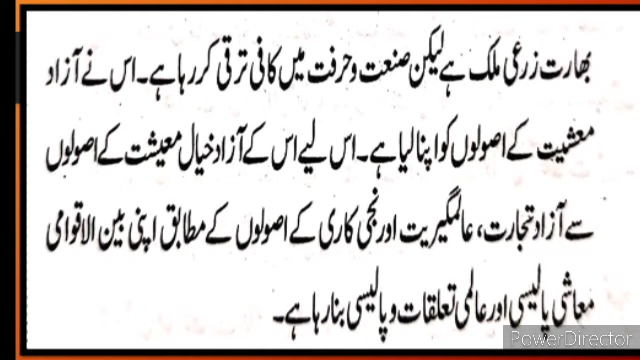 بھارت زرعی ملک ہے لیکن صنعت و حرفت میں کافی ترقی کر رہا ہے۔ اس نے آزاد
معشیت کے اصولوں کو اپنا لیا ہے۔ اس لیے اس کے آزاد خیال معیشت کے اصولوں
سے آزاد تجارت، عالمگیریت اور نجی کاری کے اصولوں کے مطابق اپنی بین الاقوامی
معاشی پالیسی اور عالمی تعلقات و پالیسی بنا رہا ہے۔
PowerDirector